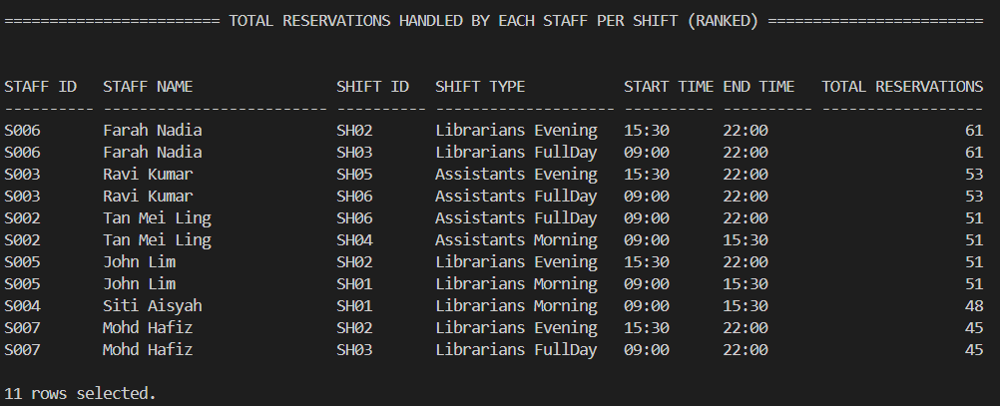 ======================== TOTAL RESERVATIONS HANDLED BY EACH STAFF PER SHIFT (RANKED) ========================
STAFF ID   STAFF NAME                SHIFT ID   SHIFT TYPE           START TIME END TIME   TOTAL RESERVATIONS
---------- ------------------------- ---------- -------------------- ---------- ---------- ------------------
S006       Farah Nadia               SH02       Librarians Evening   15:30      22:00                      61
S006       Farah Nadia               SH03       Librarians FullDay   09:00      22:00                      61
S003       Ravi Kumar                SH05       Assistants Evening   15:30      22:00                      53
S003       Ravi Kumar                SH06       Assistants FullDay   09:00      22:00                      53
S002       Tan Mei Ling              SH06       Assistants FullDay   09:00      22:00                      51
S002       Tan Mei Ling              SH04       Assistants Morning   09:00      15:30                      51
S005       John Lim                  SH02       Librarians Evening   15:30      22:00                      51
S005       John Lim                  SH01       Librarians Morning   09:00      15:30                      51
S004       Siti Aisyah               SH01       Librarians Morning   09:00      15:30                      48
S007       Mohd Hafiz                SH02       Librarians Evening   15:30      22:00                      45
S007       Mohd Hafiz                SH03       Librarians FullDay   09:00      22:00                      45
11 rows selected.